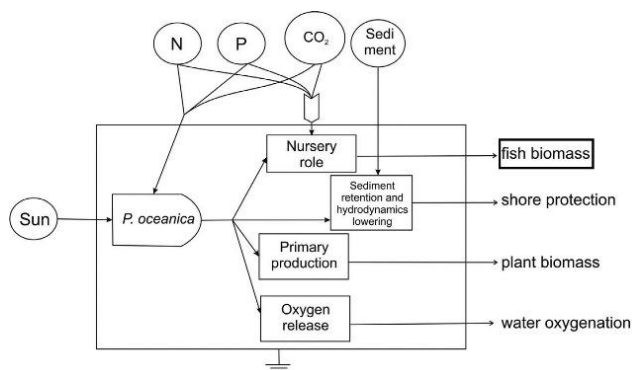 N
P
CO₂
Sedi
ment
Nursery
role
fish biomass
Sediment
retention and
hydrodynamics
lowering
shore protection
Sun
P. oceanica
Primary
production
plant biomass
Oxygen
release
water oxygenation